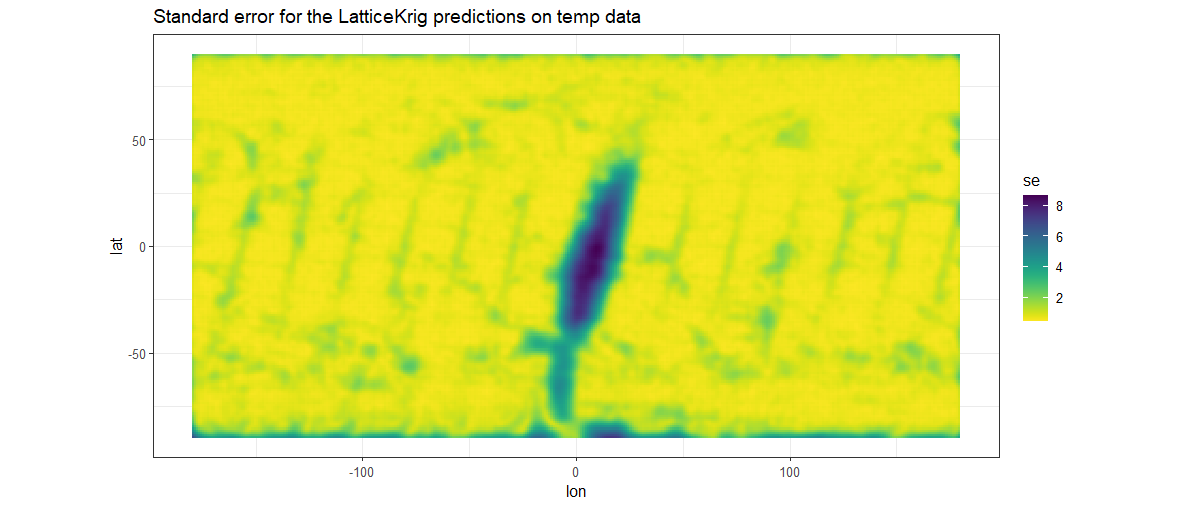 Standard error for the LatticeKrig predictions on temp data
50
0
-50
lat
-100
0
100
lon
se
8
6
4
2